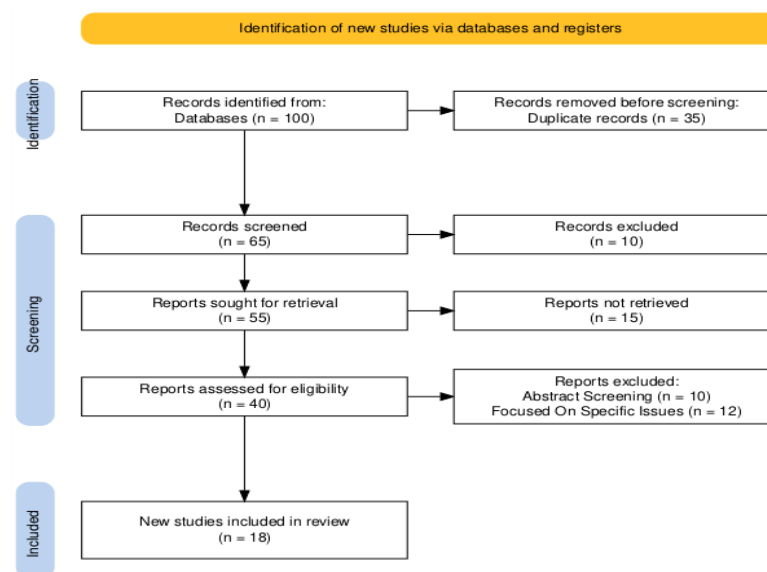 Identification of new studies via databases and registers
Identification
Records identified from:
Databases (n = 100)
Records removed before screening:
Duplicate records (n = 35)
Screening
Records screened
(n = 65)
Records excluded
(n = 10)
Reports sought for retrieval
(n = 55)
Reports not retrieved
(n = 15)
Reports assessed for eligibility
(n = 40)
Reports excluded:
Abstract Screening (n = 10)
Focused On Specific Issues (n = 12)
Included
New studies included in review
(n = 18)